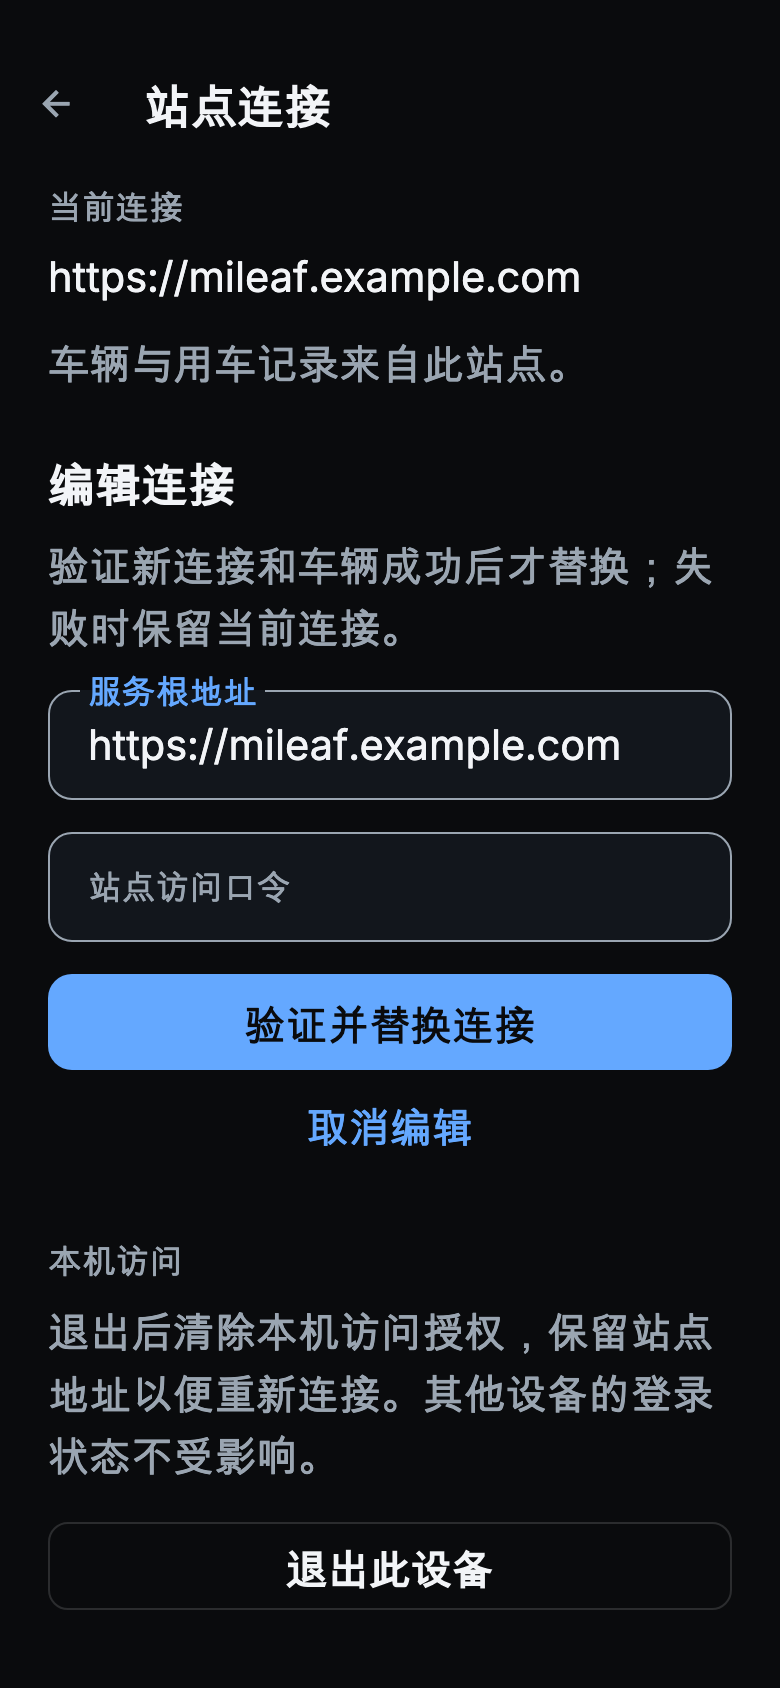 站点连接
当前连接
https://mileaf.example.com
车辆与用车记录来自此站点。
编辑连接
验证新连接和车辆成功后才替换；失
败时保留当前连接。
服务根地址
https://mileaf.example.com
站点访问口令
验证并替换连接
取消编辑
本机访问
退出后清除本机访问授权，保留站点
地址以便重新连接。其他设备的登录
状态不受影响。
退出此设备